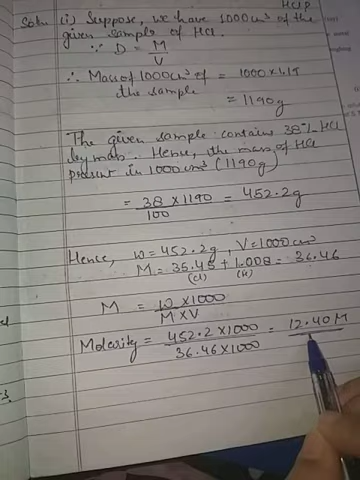 HCl P
Soln (i) Suppose, we have 1000 cm³ of the
given sample of HCl.
∵ D = M/V
∴ Mass of 1000 cm³ of the sample = 1000 × 1.19
= 1190 g
The given sample contains 38% HCl
by mass. Hence, the mass of HCl
present in 1000 cm³ (1190 g)
= 38 × 1190 / 100 = 452.2 g
Hence, w = 452.2 g, V = 1000 cm³
M = 35.45 + 1.008 = 36.46
(Cl) (H)
M = w × 1000 / M × V
Molarity = 452.2 × 1000 / 36.46 × 1000 = 12.40 M